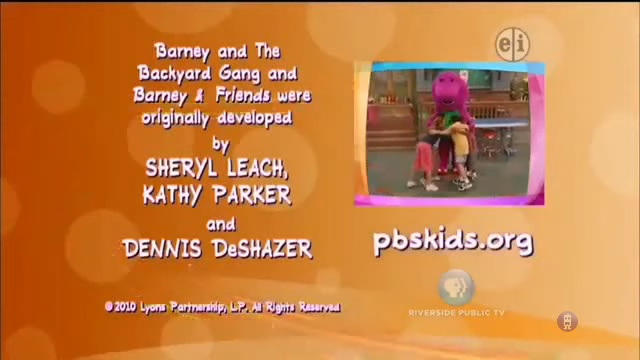 Barney and The
Backyard Gang and
Barney & Friends were
originally developed
by
SHERYL LEACH,
KATHY PARKER
and
DENNIS DeSHAZER
©2010 Lyons Partnership, L.P. All Rights Reserved
e/i
pbskids.org
RIVERSIDE PUBLIC TV